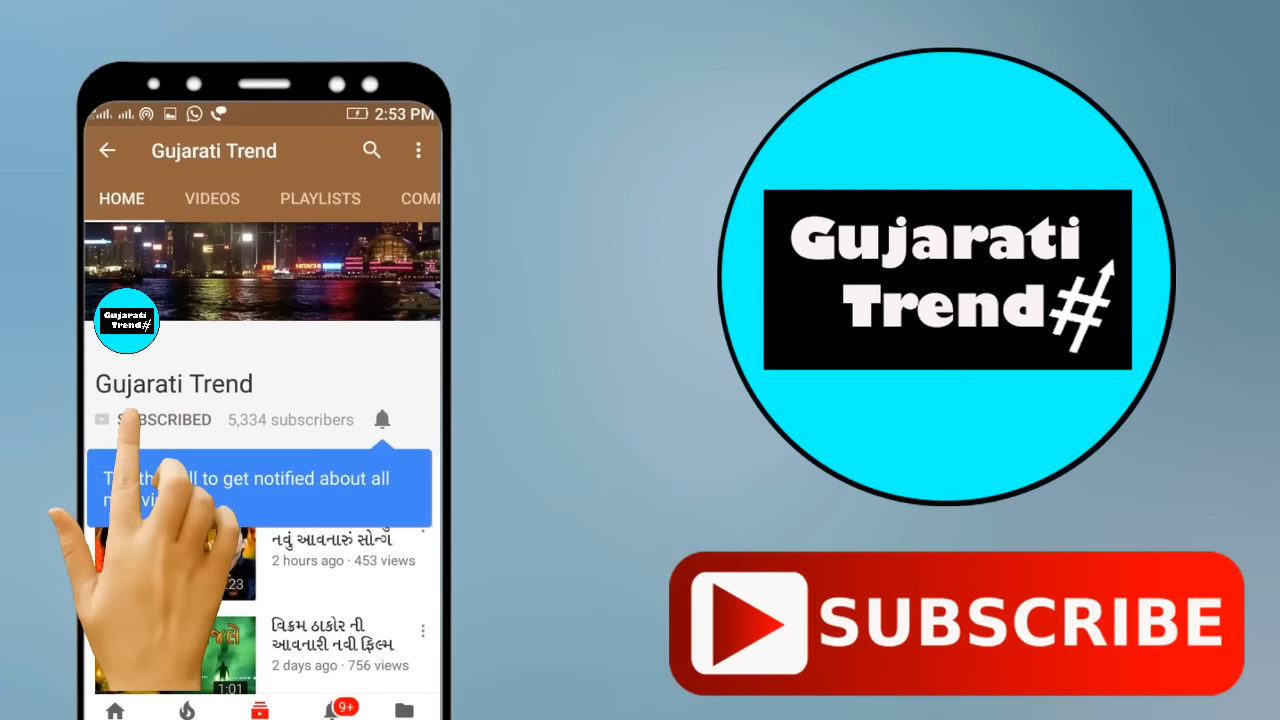 2:53 PM
Gujarati Trend
HOME VIDEOS PLAYLISTS
HITACHI
Gujarati
Trend#
Gujarati Trend
SUBSCRIBED 5,334 subscribers
to get notified about all
નવું આવનારું સોન્ગ
2 hours ago · 453 views
:23
વિક્રમ ઠાકોર ની
આવનારી નવી ફિલ્મ
2 days ago · 756 views
1:01
9+
Gujarati
Trend#
SUBSCRIBE